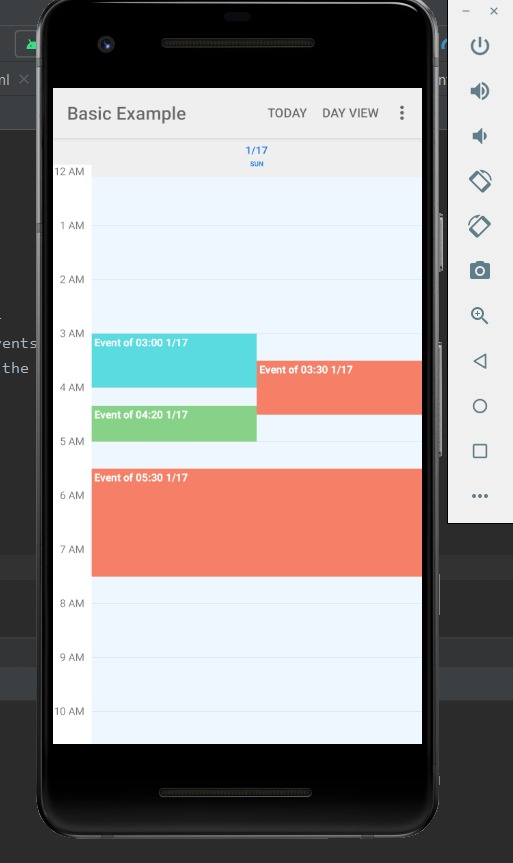 nl
Basic Example
TODAY
DAY VIEW
1/17
SUN
12 AM
1 AM
2 AM
3 AM
Event of 03:00 1/17
Event of 03:30 1/17
4 AM
Event of 04:20 1/17
5 AM
Event of 05:30 1/17
6 AM
7 AM
8 AM
9 AM
10 AM
vents
the